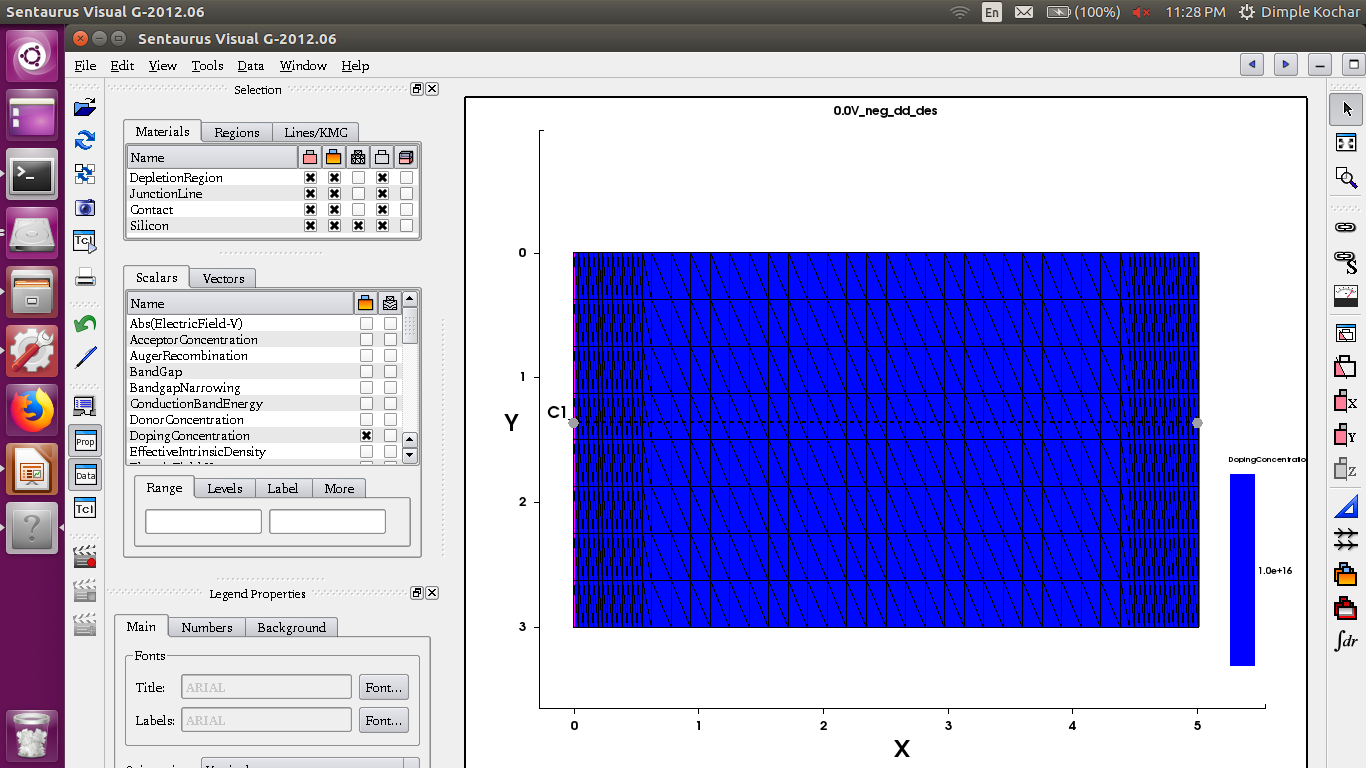 Sentaurus Visual G-2012.06
En
(100%)
11:28 PM
Dimple Kochar
Sentaurus Visual G-2012.06
File Edit View Tools Data Window Help
Selection
Materials Regions Lines/KMC
Name
DepletionRegion
JunctionLine
Contact
Silicon
Scalars Vectors
Name
Abs(ElectricField-V)
AcceptorConcentration
AugerRecombination
BandGap
BandgapNarrowing
ConductionBandEnergy
DonorConcentration
DopingConcentration
EffectiveIntrinsicDensity
Range Levels Label More
Legend Properties
Main Numbers Background
Fonts
Title: ARIAL Font...
Labels: ARIAL Font...
Tcl
Prop
Data
Tcl
0.0V_neg_dd_des
0
1
2
3
Y
C1
0 1 2 3 4 5
X
DopingConcentratio
1.0e+16
S
X
Y
Z
∫dr